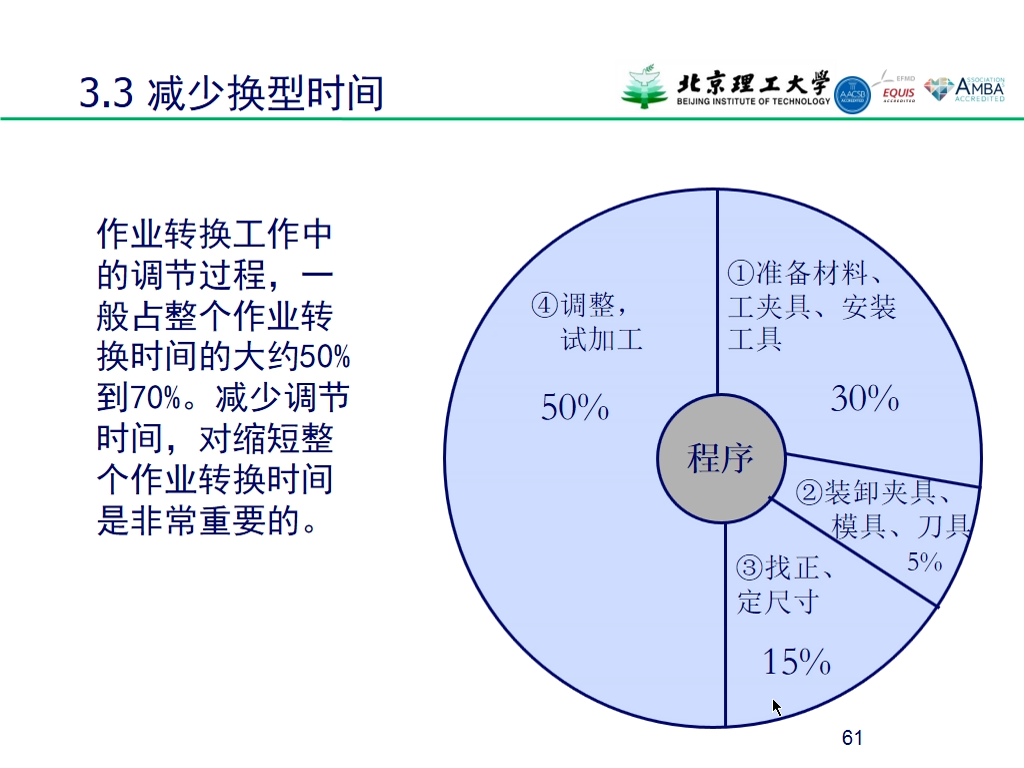 3.3 减少换型时间
北京理工大学
BEIJING INSTITUTE OF TECHNOLOGY
AACSB
ACCREDITED
EFMD
EQUIS
ACCREDITED
ASSOCIATION
AMBA
ACCREDITED
作业转换工作中
的调节过程，一
般占整个作业转
换时间的大约50%
到70%。减少调节
时间，对缩短整
个作业转换时间
是非常重要的。
①准备材料、
工夹具、安装
工具
30%
②装卸夹具、
模具、刀具
5%
③找正、
定尺寸
15%
④调整，
试加工
50%
程序
61